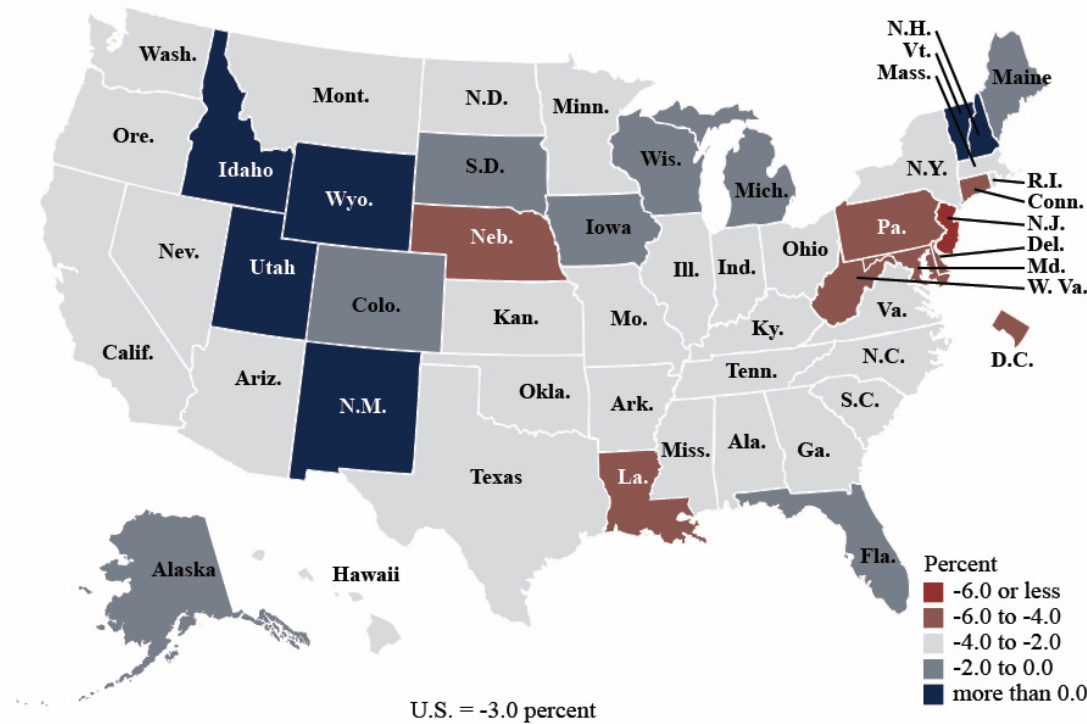 Wash.
Mont.
N.D.
Minn.
N.H.
Vt.
Mass.
Maine
Ore.
Idaho
Wyo.
S.D.
Wis.
Mich.
N.Y.
R.I.
Conn.
N.J.
Del.
Md.
W. Va.
Nev.
Utah
Colo.
Neb.
Iowa
Ill.
Ind.
Ohio
Pa.
Calif.
Ariz.
N.M.
Kan.
Mo.
Ky.
Va.
D.C.
Okla.
Ark.
Tenn.
N.C.
S.C.
Texas
La.
Miss.
Ala.
Ga.
Fla.
Alaska
Hawaii
Percent
-6.0 or less
-6.0 to -4.0
-4.0 to -2.0
-2.0 to 0.0
more than 0.0
U.S. = -3.0 percent